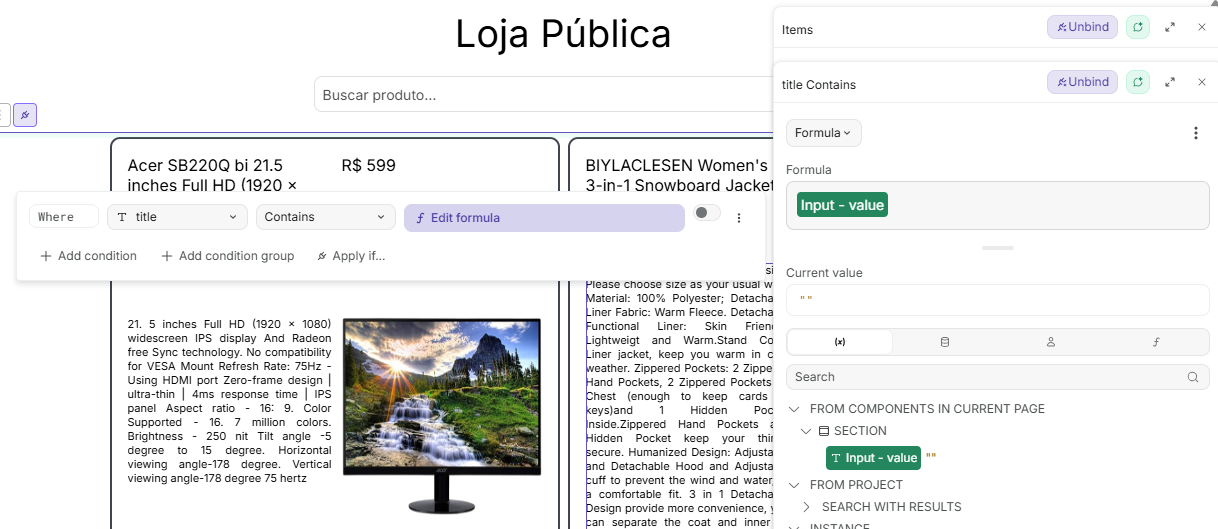 Loja Pública
Buscar produto...
Acer SB220Q bi 21.5
inches Full HD (1920 ×
R$ 599
BIYLACLESEN Women's
3-in-1 Snowboard Jacket
Where
T title
Contains
ƒ Edit formula
+ Add condition
+ Add condition group
Apply if...
21. 5 inches Full HD (1920 × 1080)
widescreen IPS display And Radeon
free Sync technology. No compatibility
for VESA Mount Refresh Rate: 75Hz -
Using HDMI port Zero-frame design |
ultra-thin | 4ms response time | IPS
panel Aspect ratio - 16: 9. Color
Supported - 16. 7 million colors.
Brightness - 250 nit Tilt angle -5
degree to 15 degree. Horizontal
viewing angle-178 degree. Vertical
viewing angle-178 degree 75 hertz
acer
si
Please choose size as your usual w
Material: 100% Polyester; Detacha
Liner Fabric: Warm Fleece. Detacha
Functional Liner: Skin Frien
Lightweigt and Warm.Stand Co
Liner jacket, keep you warm in c
weather. Zippered Pockets: 2 Zippe
Hand Pockets, 2 Zippered Pockets
Chest (enough to keep cards
keys)and 1 Hidden Poc
Inside.Zippered Hand Pockets a
Hidden Pocket keep your thin
secure. Humanized Design: Adjusta
and Detachable Hood and Adjusta
cuff to prevent the wind and water,
a comfortable fit. 3 in 1 Detacha
Design provide more convenience, y
can separate the coat and inner
Items
Unbind
title Contains
Unbind
Formula
Formula
Input - value
Current value
""
(x)
ƒ
Search
FROM COMPONENTS IN CURRENT PAGE
SECTION
T Input - value ""
FROM PROJECT
SEARCH WITH RESULTS
INSTANCE